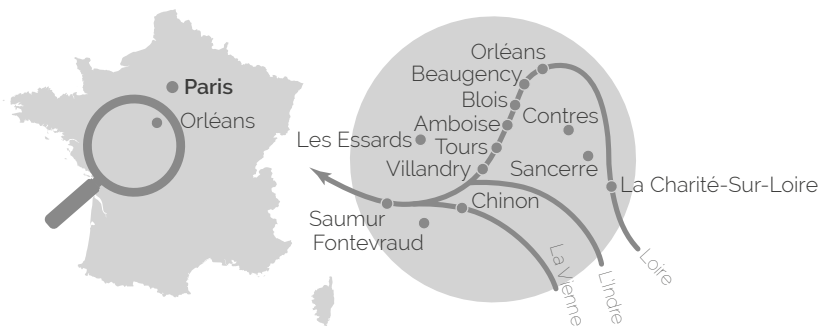 Paris
Orléans
Orléans
Beaugency
Blois
Contres
Amboise
Les Essards
Tours
Villandry
Sancerre
La Charité-Sur-Loire
Chinon
Saumur
Fontevraud
La Vienne
L'Indre
Loire